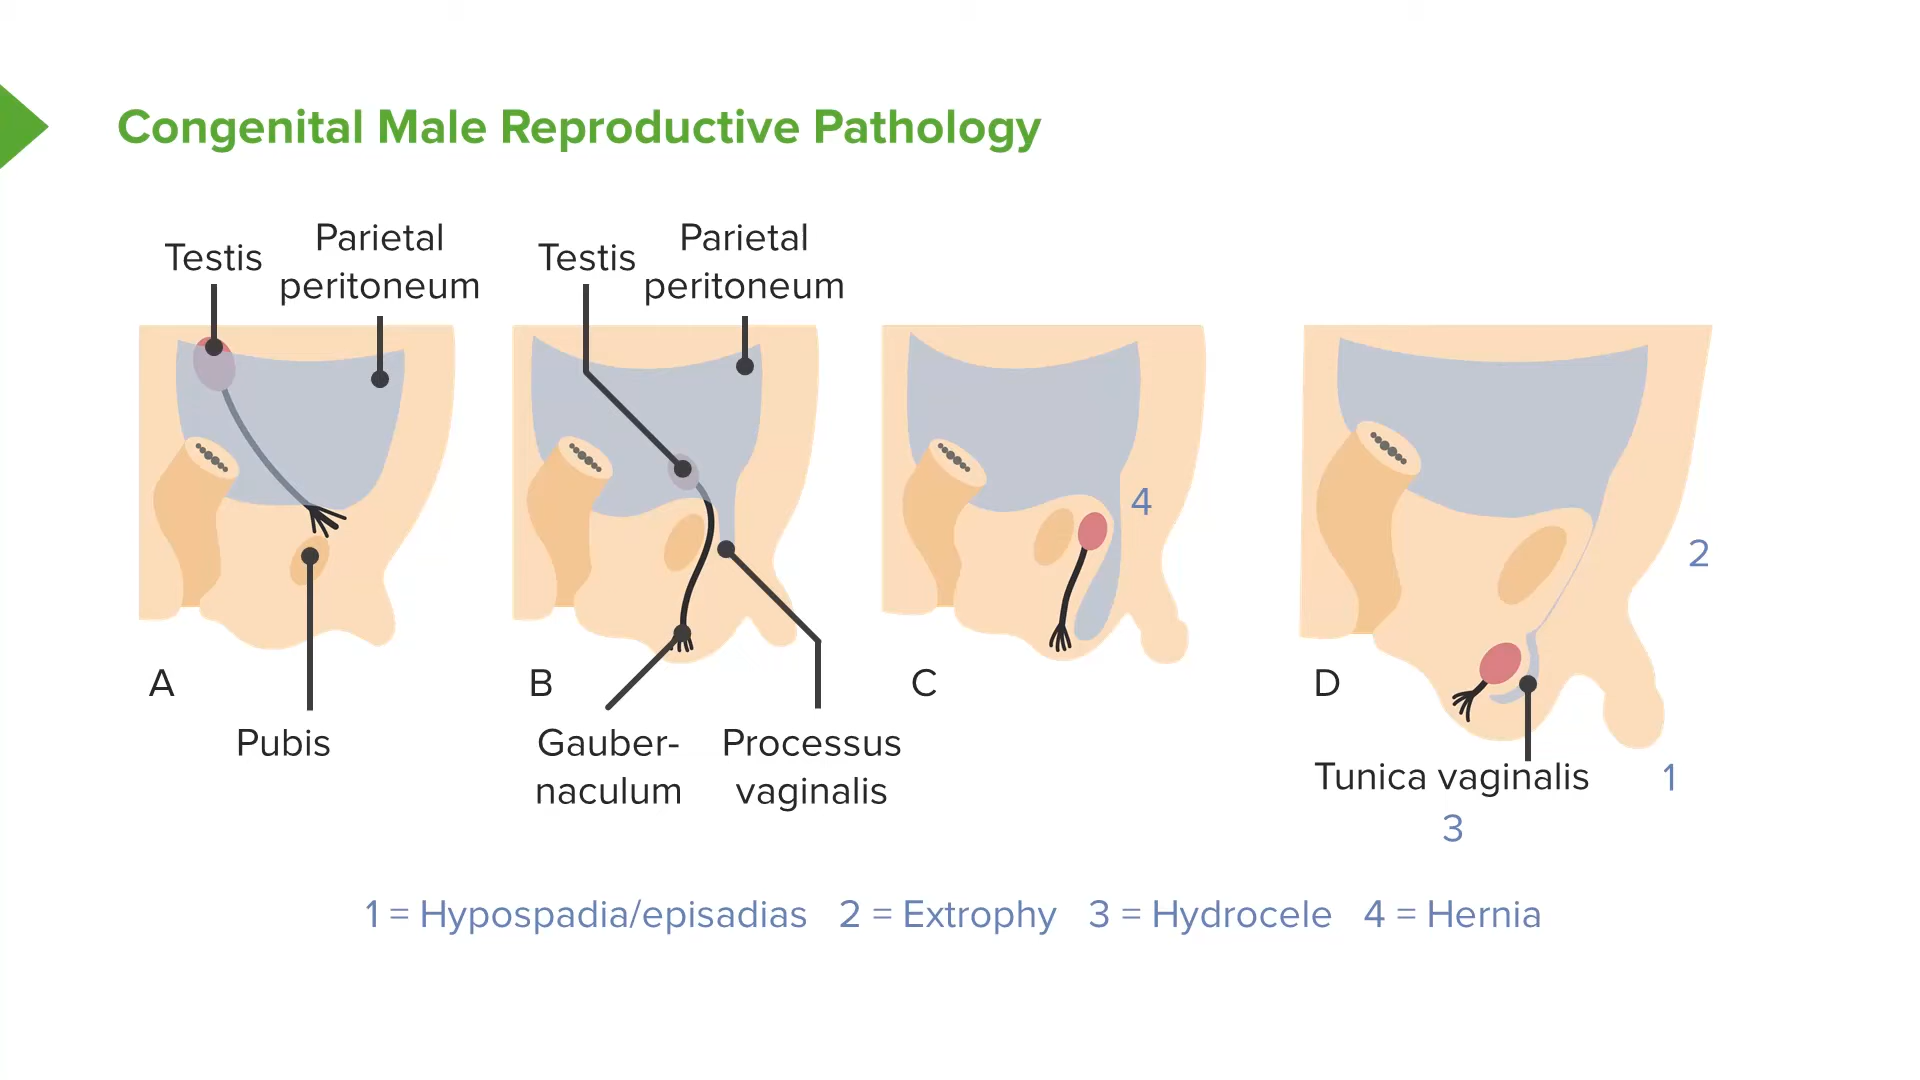 Congenital Male Reproductive Pathology
Testis
Parietal
peritoneum
Testis
Parietal
peritoneum
4
2
A
B
C
D
Pubis
Gauber-
naculum
Processus
vaginalis
Tunica vaginalis
1
3
1 = Hypospadia/episadias 2 = Extrophy 3 = Hydrocele 4 = Hernia